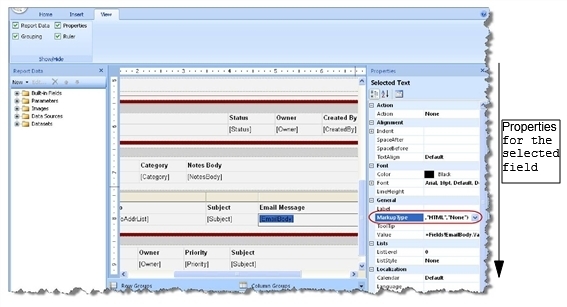 Home Insert View
Report Data Properties
Grouping Ruler
Show/Hide
Report Data
New
Built-in Fields
Parameters
Images
Data Sources
Datasets
Status Owner Created By
[Status] [Owner] [CreatedBy]
Category Notes Body
[Category] [NotesBody]
Subject Email Message
oAddrList] [Subject] [EmailBody]
Owner Priority Subject
[Owner] [Priority] [Subject]
Row Groups Column Groups
Properties
Selected Text
Action
Action None
Alignment
Indent
SpaceAfter
SpaceBefore
TextAlign Default
Font
Color Black
Font Arial, 10pt, Default, D
LineHeight
General
Label
MarkupType ,"HTML","None")
ToolTip
Value =Fields!EmailBody.Va
Lists
ListLevel 0
ListStyle None
Localization
Calendar Default
Language
Properties
for the
selected
field